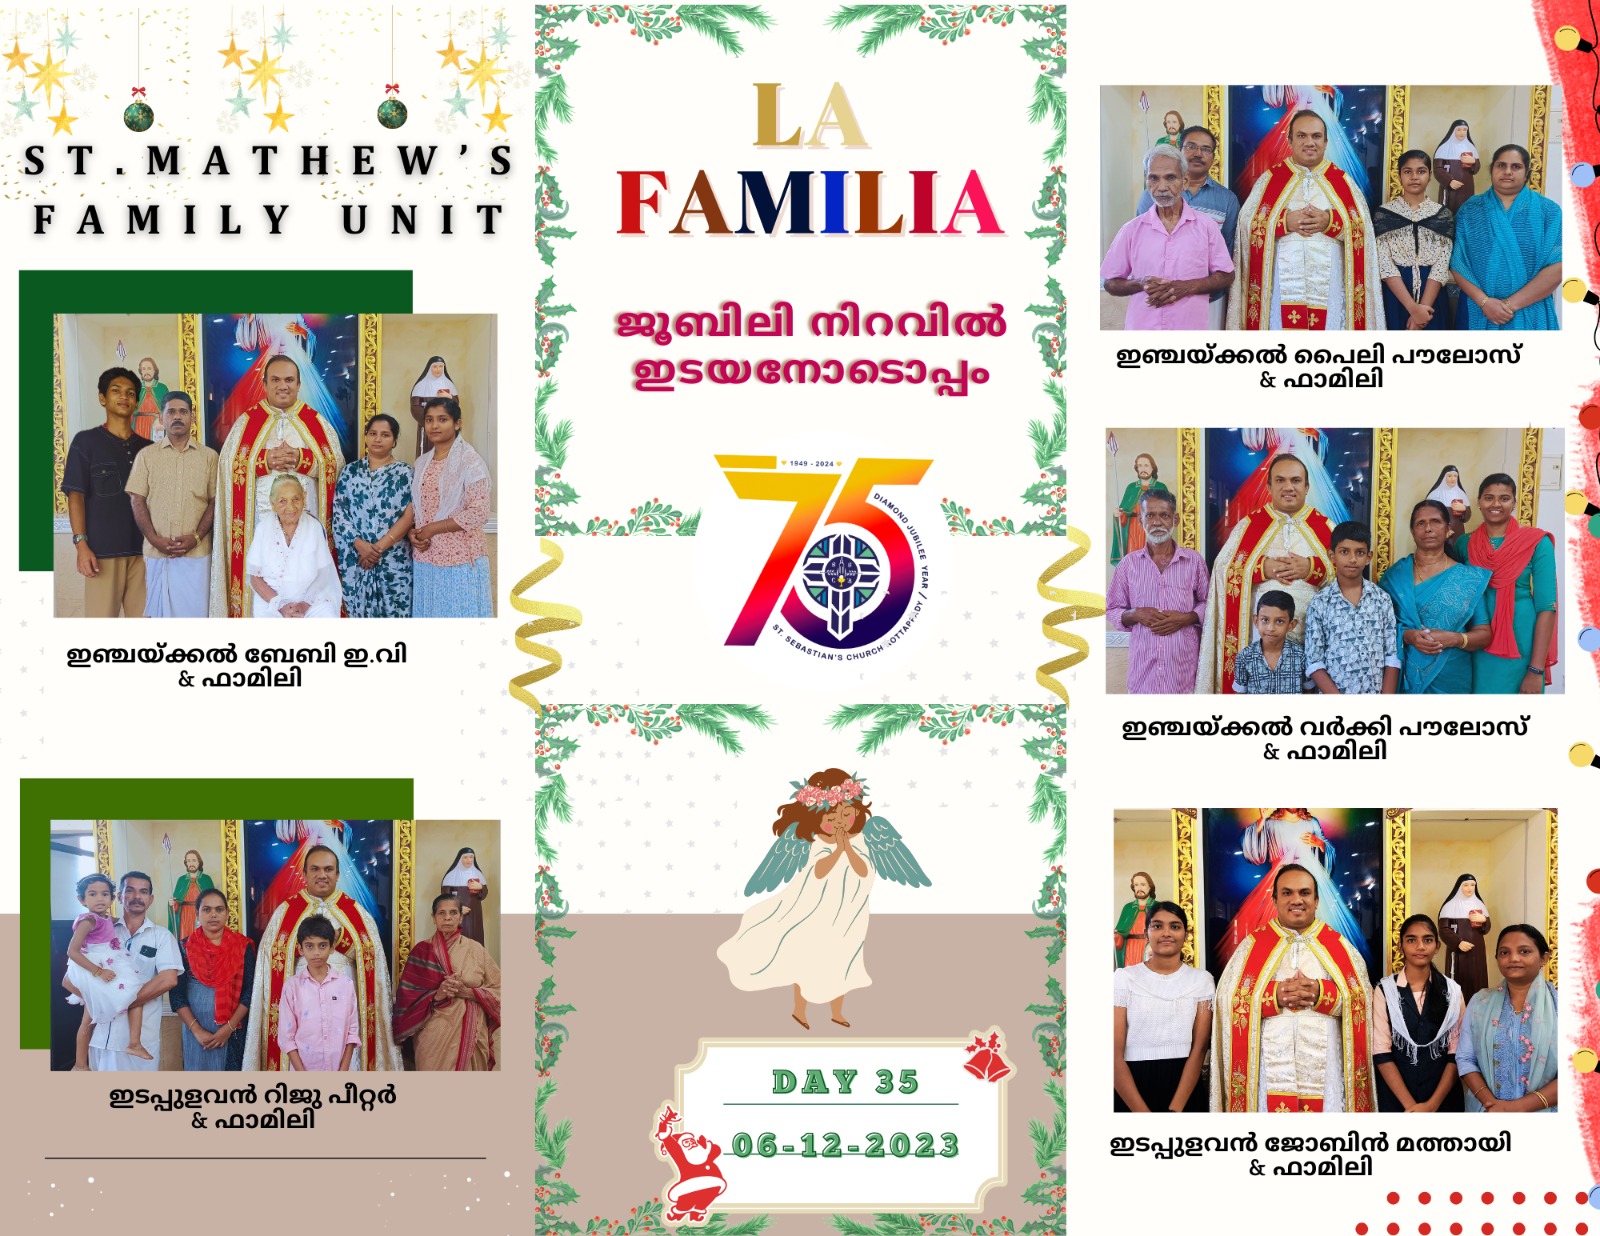 ST.MATHEW'S
FAMILY UNIT
ഇഞ്ചയ്ക്കൽ ബേബി ഇ.വി
& ഫാമിലി
ഇടപ്പുളവൻ റിജു പീറ്റർ
& ഫാമിലി
LA
FAMILIA
ജൂബിലി നിറവിൽ
ഇടയനോടൊപ്പം
1949 - 2024
75
DIAMOND JUBILEE YEAR /
ST. SEBASTIAN'S CHURCH
DAY 35
06-12-2023
ഇഞ്ചയ്ക്കൽ പൈലി പൗലോസ്
& ഫാമിലി
ഇഞ്ചയ്ക്കൽ വർക്കി പൗലോസ്
& ഫാമിലി
ഇടപ്പുളവൻ ജോബിൻ മത്തായി
& ഫാമിലി